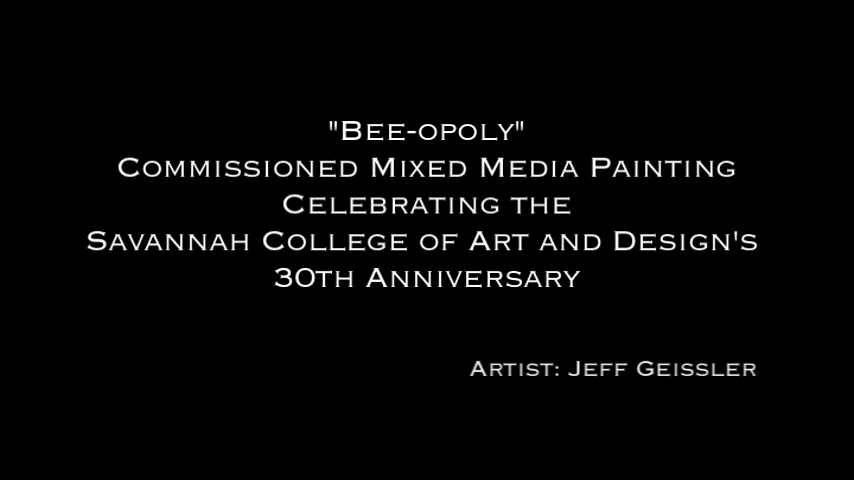 "Bee-opoly"
Commissioned Mixed Media Painting
Celebrating the
Savannah College of Art and Design's
30th Anniversary
Artist: Jeff Geissler